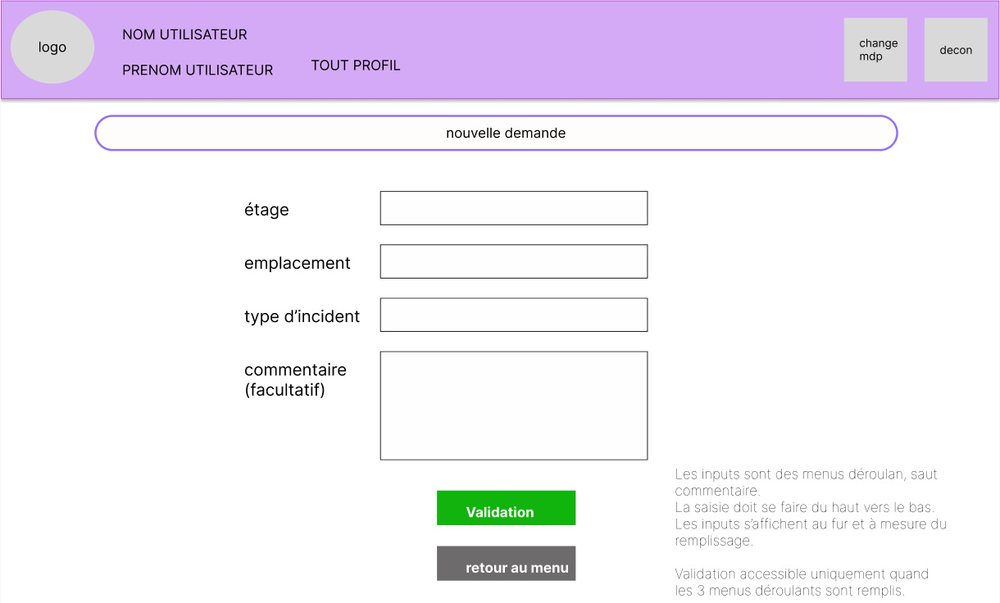 logo
NOM UTILISATEUR
PRENOM UTILISATEUR
TOUT PROFIL
change
mdp
decon
nouvelle demande
étage
emplacement
type d’incident
commentaire
(facultatif)
Les inputs sont des menus déroulan, saut
commentaire.
La saisie doit se faire du haut vers le bas.
Les inputs s’affichent au fur et à mesure du
remplissage.
Validation accessible uniquement quand
les 3 menus déroulants sont remplis.
Validation
retour au menu